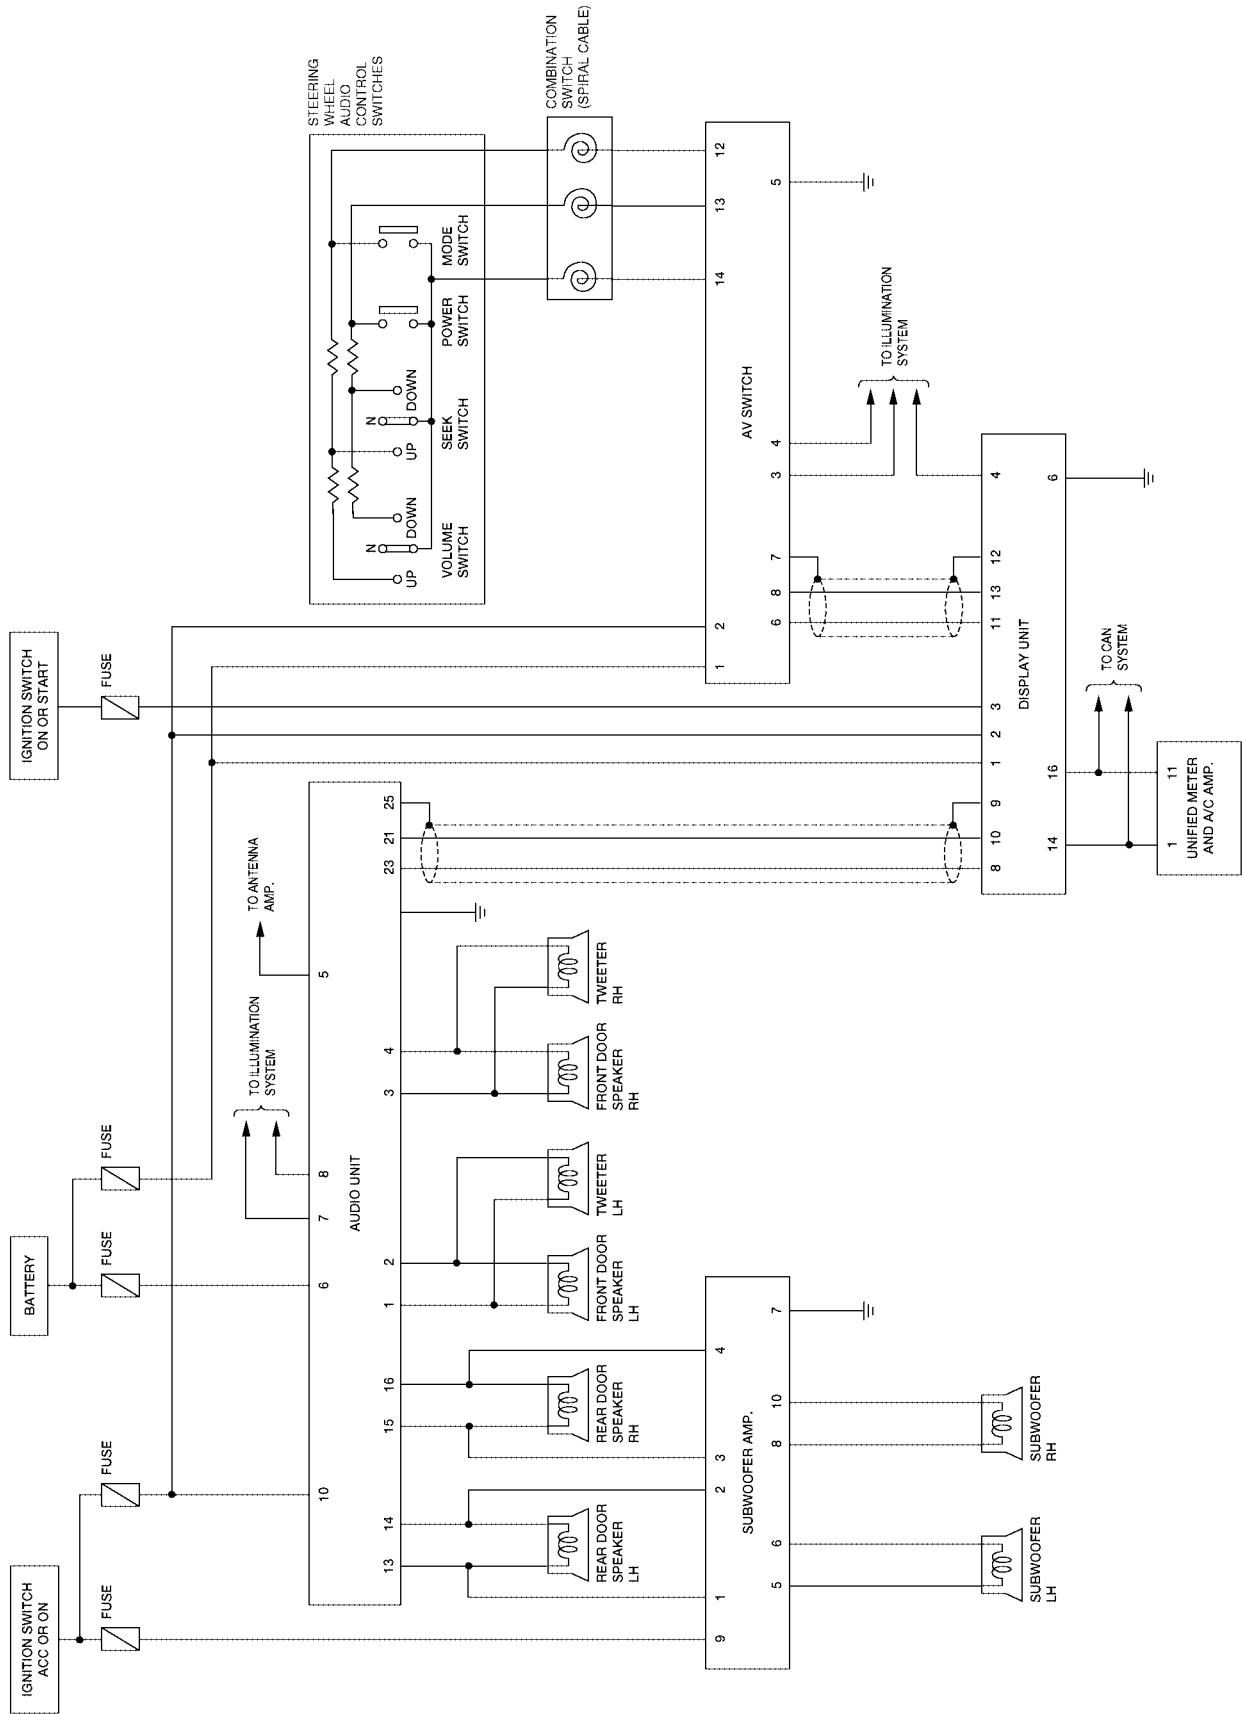 IGNITION SWITCH
ACC OR ON
BATTERY
IGNITION SWITCH
ON OR START
FUSE
FUSE
FUSE
FUSE
FUSE
TO ILLUMINATION
SYSTEM
TO ANTENNA
AMP.
STEERING
WHEEL
AUDIO
CONTROL
SWITCHES
10
6
7
8
5
AUDIO UNIT
13
14
15
16
1
2
3
4
23
21
25
UP
N
DOWN
VOLUME
SWITCH
UP
N
DOWN
SEEK
SWITCH
POWER
SWITCH
MODE
SWITCH
COMBINATION
SWITCH
(SPIRAL CABLE)
REAR DOOR
SPEAKER
LH
REAR DOOR
SPEAKER
RH
FRONT DOOR
SPEAKER
LH
TWEETER
LH
FRONT DOOR
SPEAKER
RH
TWEETER
RH
9
1
2
3
4
SUBWOOFER AMP.
5
6
8
10
7
1
2
14
13
12
AV SWITCH
6
8
7
3
4
5
TO ILLUMINATION
SYSTEM
SUBWOOFER
LH
SUBWOOFER
RH
8
10
9
1
2
3
11
13
12
4
DISPLAY UNIT
14
16
6
TO CAN
SYSTEM
1
11
UNIFIED METER
AND A/C AMP.